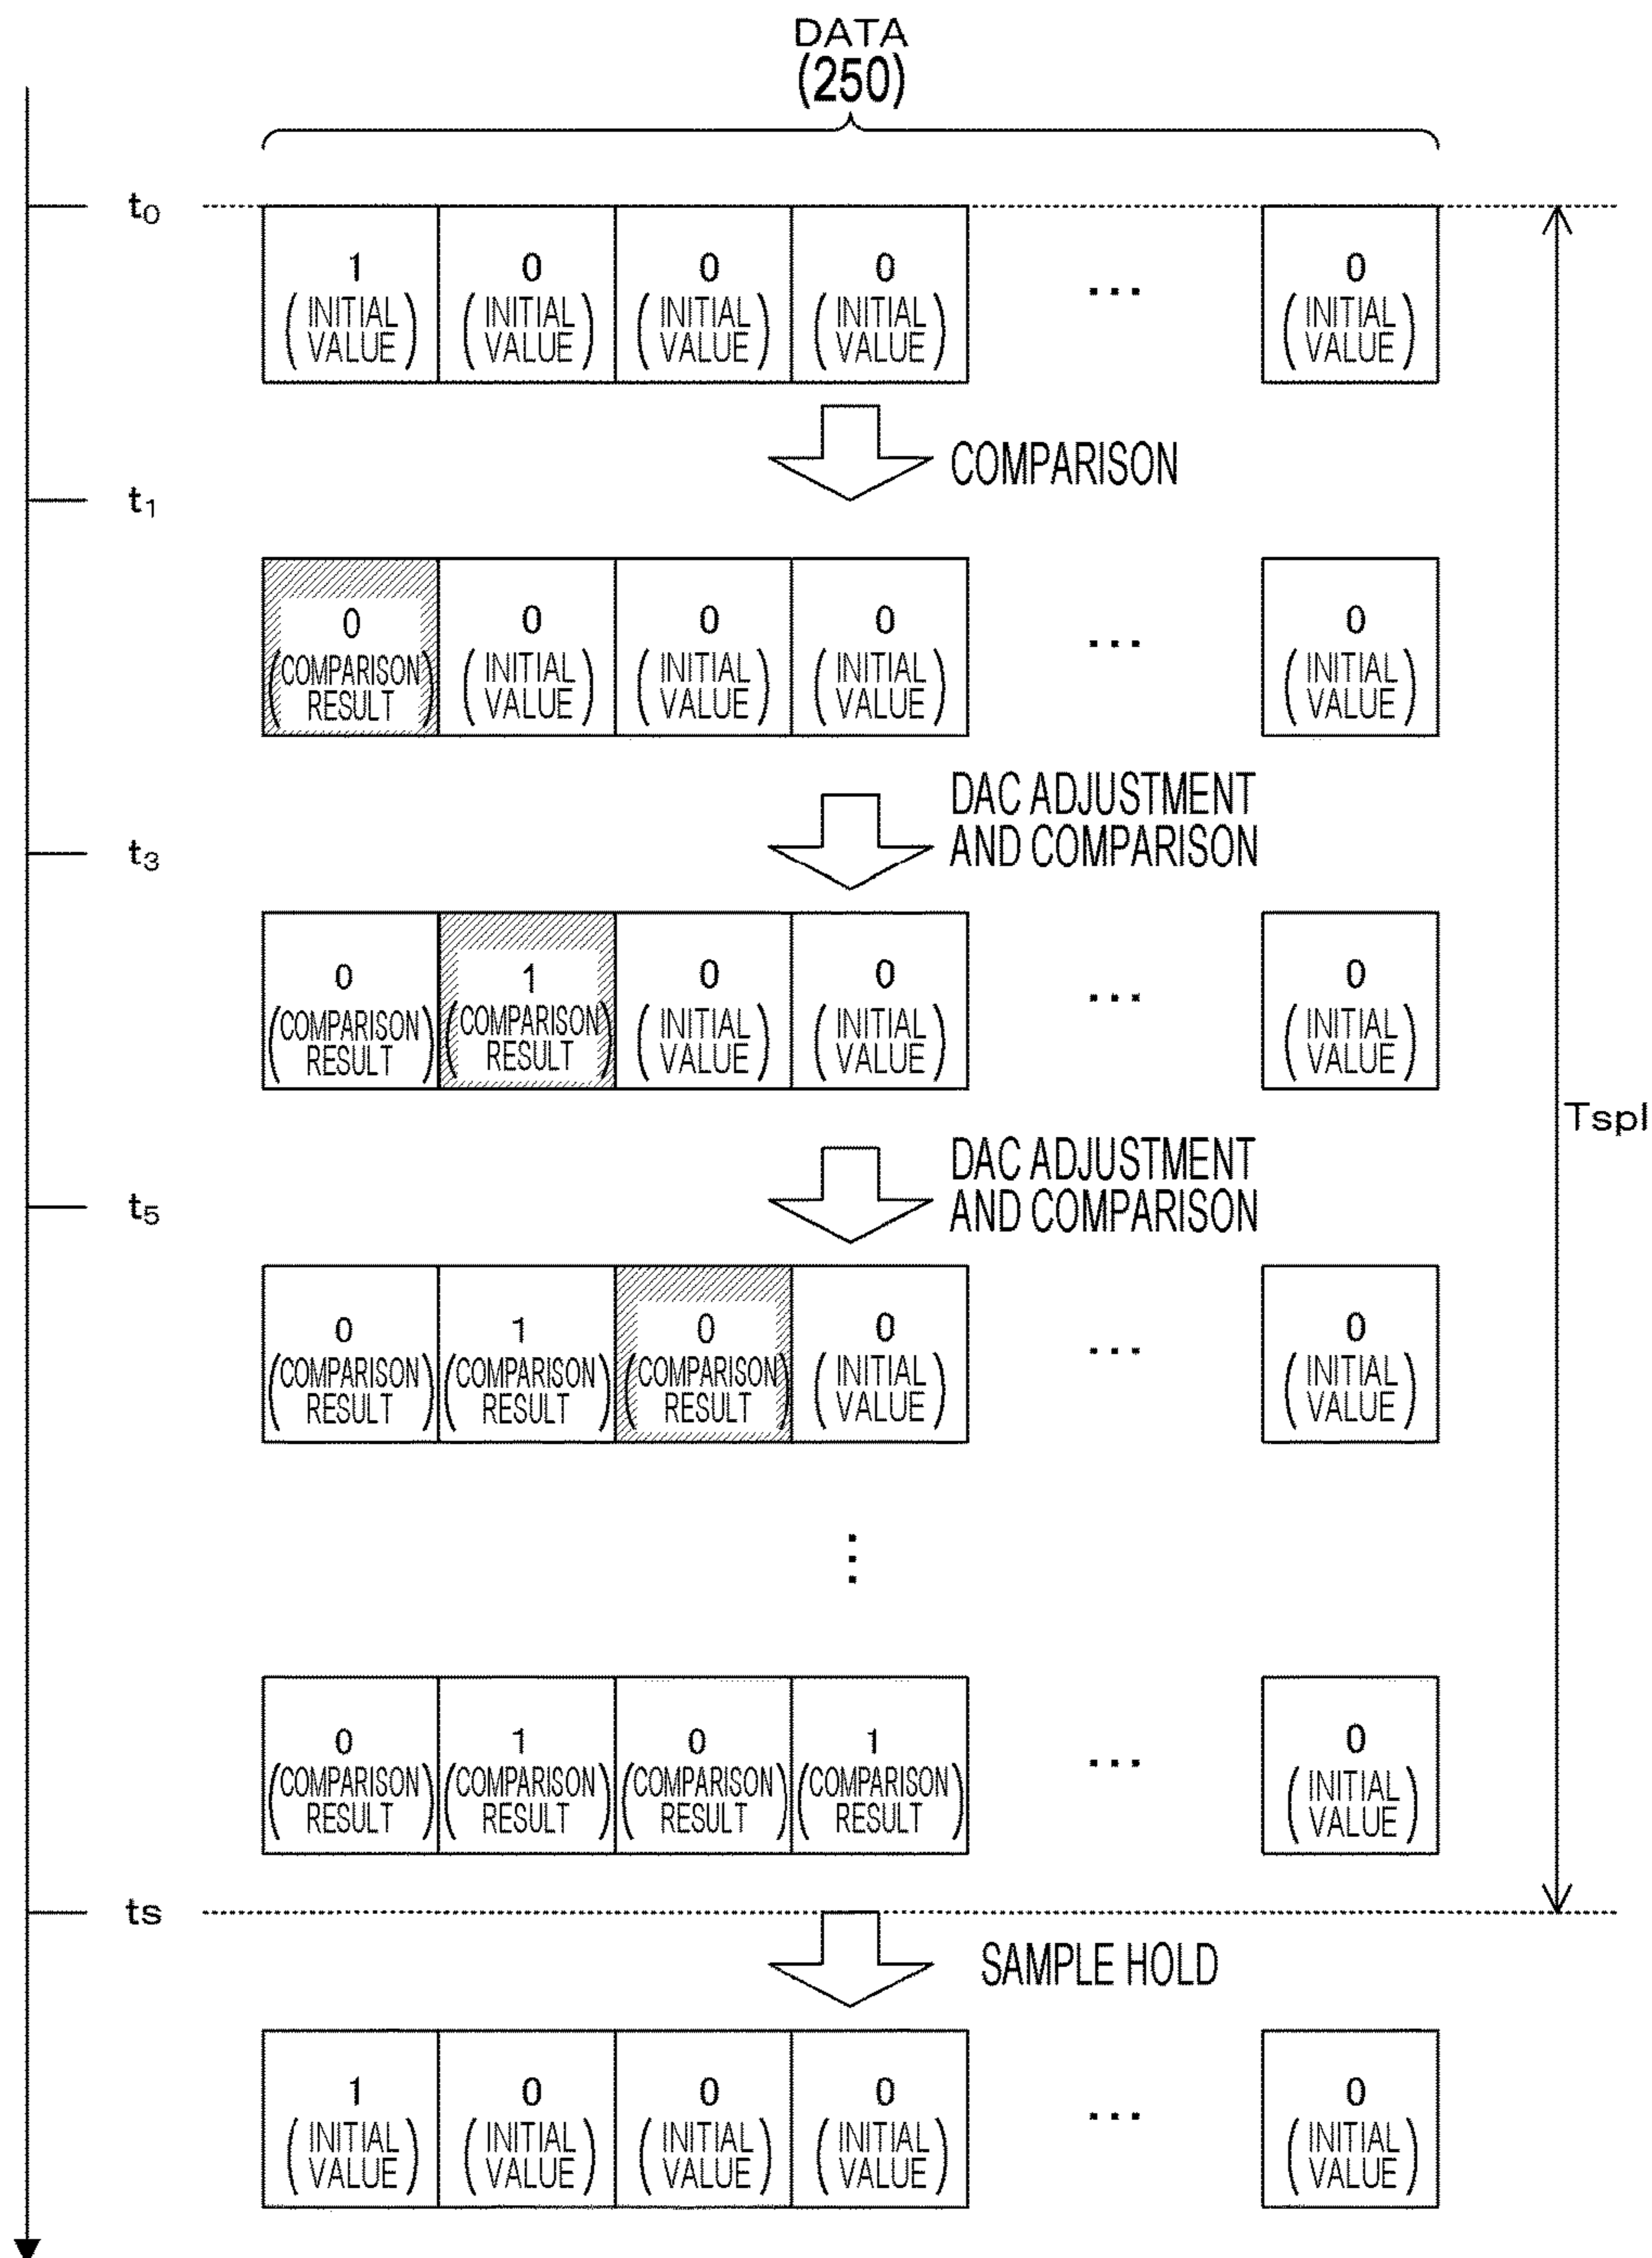 DATA
(250)
t0
1 0 0 0 ... 0
(INITIAL VALUE) (INITIAL VALUE) (INITIAL VALUE) (INITIAL VALUE) (INITIAL VALUE)
COMPARISON
t1
0 0 0 0 ... 0
(COMPARISON RESULT) (INITIAL VALUE) (INITIAL VALUE) (INITIAL VALUE) (INITIAL VALUE)
DAC ADJUSTMENT
AND COMPARISON
t3
0 1 0 0 ... 0
(COMPARISON RESULT) (COMPARISON RESULT) (INITIAL VALUE) (INITIAL VALUE) (INITIAL VALUE)
Tspl
DAC ADJUSTMENT
AND COMPARISON
t5
0 1 0 0 ... 0
(COMPARISON RESULT) (COMPARISON RESULT) (COMPARISON RESULT) (INITIAL VALUE) (INITIAL VALUE)
⋮
0 1 0 1 ... 0
(COMPARISON RESULT) (COMPARISON RESULT) (COMPARISON RESULT) (COMPARISON RESULT) (INITIAL VALUE)
ts
SAMPLE HOLD
1 0 0 0 ... 0
(INITIAL VALUE) (INITIAL VALUE) (INITIAL VALUE) (INITIAL VALUE) (INITIAL VALUE)